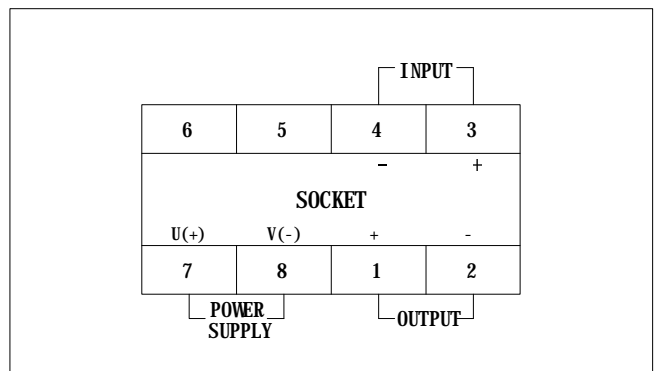 INPUT
6 5 4 3
- +
SOCKET
U(+) V(-) + -
7 8 1 2
POWER SUPPLY
OUTPUT